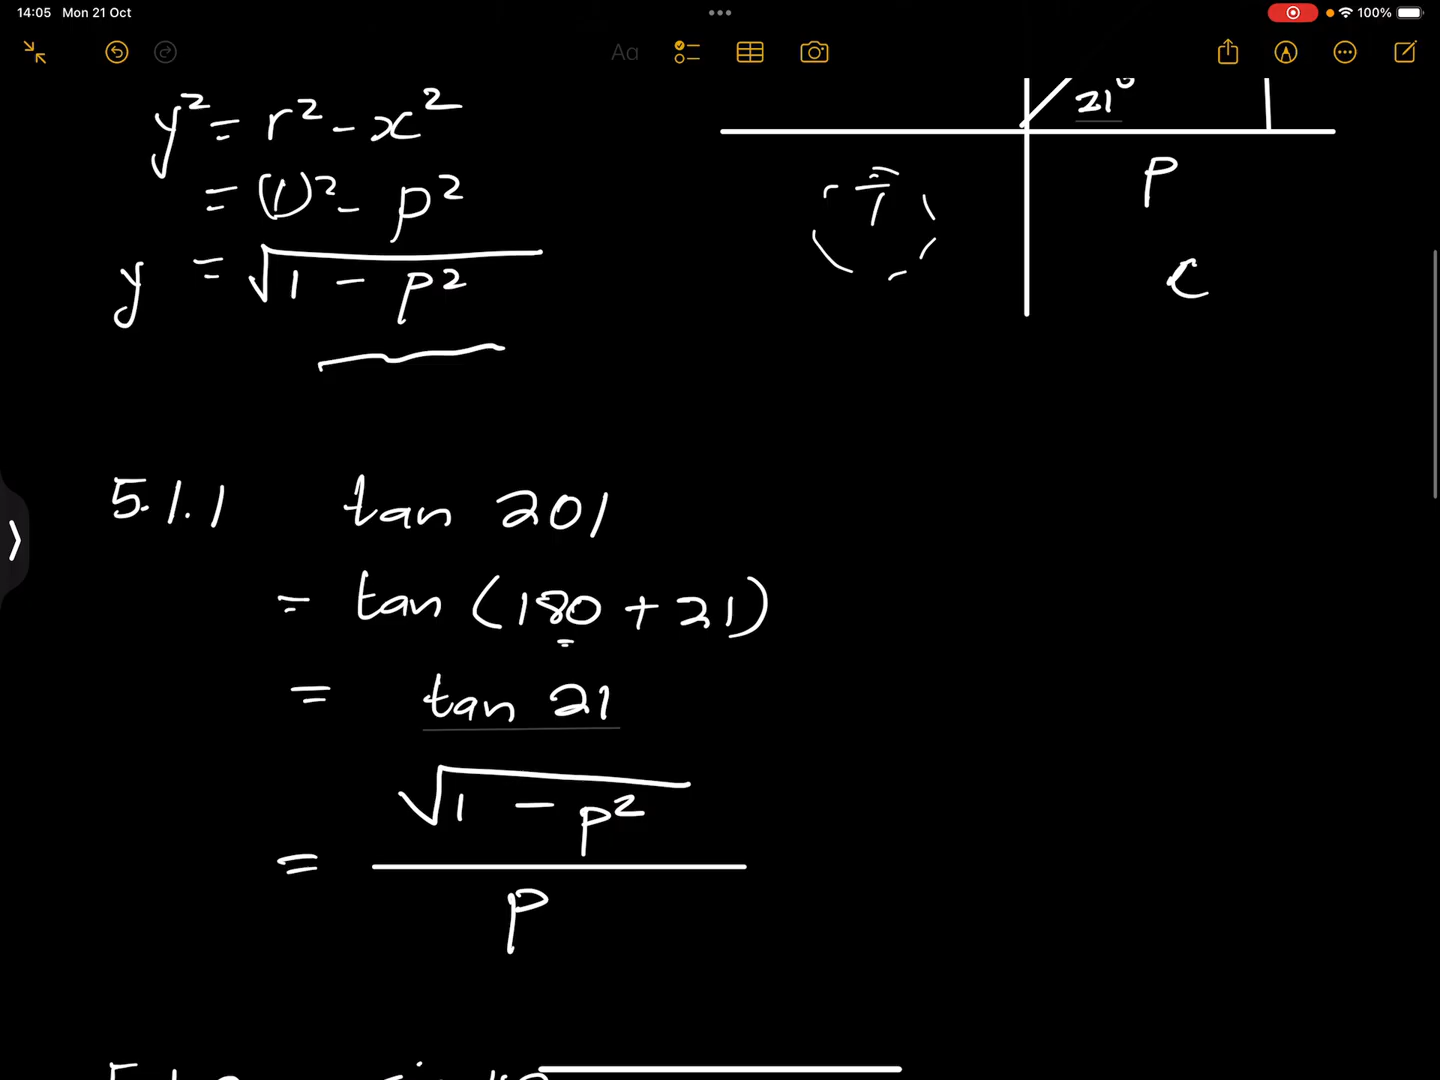 14:05 Mon 21 Oct 100%
Aa
y² = r² - x²
= (1)² - p²
y = √1 - p²
21°
T
P
C
5.1.1 tan 201
= tan (180 + 21)
= tan 21
= √1 - p² / p